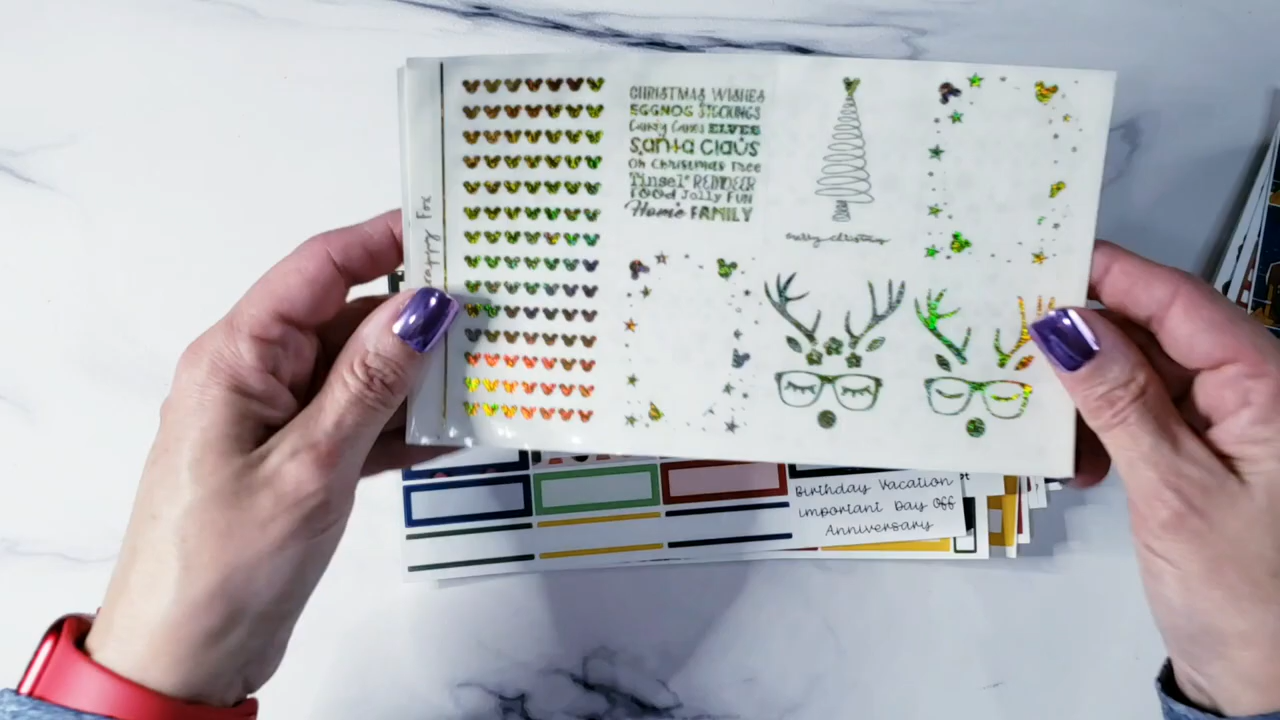 CHRISTMAS WISHES
EGGNOG STOCKINGS
Candy Canes ELVES
Santa Claus
Oh Christmas Tree
Tinsel REINDEER
FOOD Jolly FUN
Home FAMILY
merry christmas
rappy Fox
Birthday Vacation
Important Day Off
Anniversary